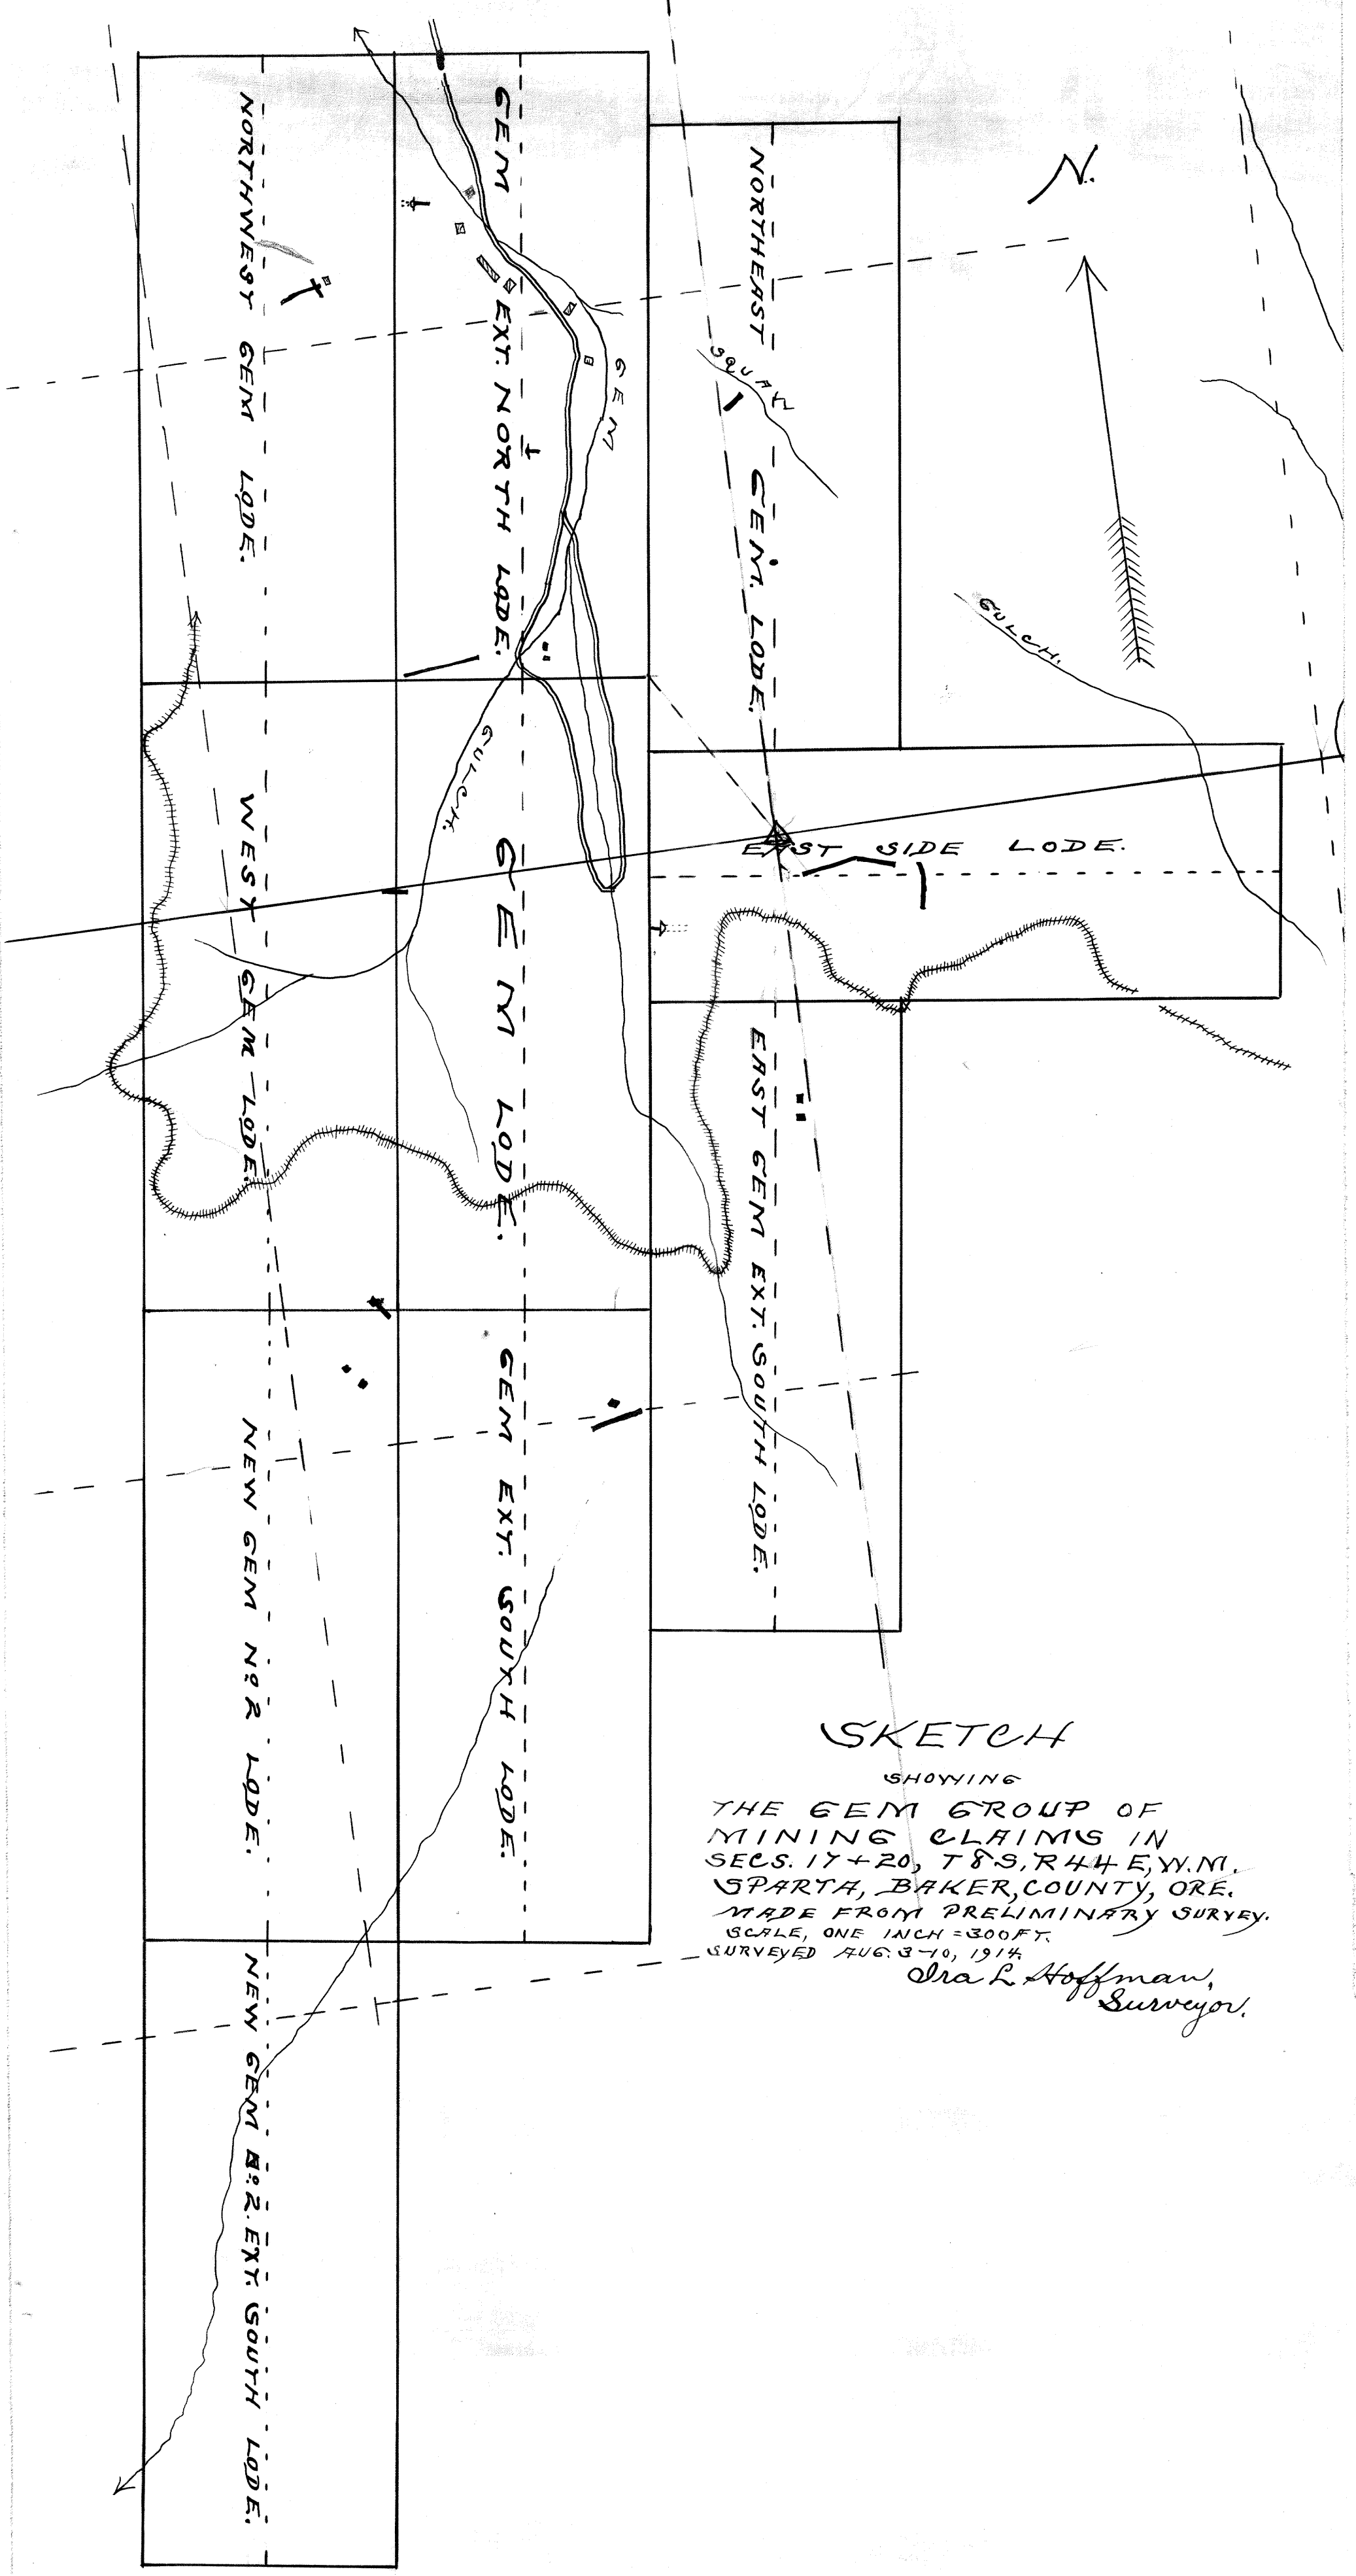 N.
NORTHWEST GEM LODE.
GEM EXT. NORTH LODE.
GEM
GULCH.
NORTHEAST GEM. LODE.
SQUAW
GULCH.
WEST GEM LODE.
GEM LODE.
EAST SIDE LODE.
EAST GEM EXT. SOUTH LODE.
NEW GEM Nº 2 LODE.
GEM EXT. SOUTH LODE.
NEW GEM Nº 2. EXT. SOUTH LODE.
SKETCH
SHOWING
THE GEM GROUP OF
MINING CLAIMS IN
SECS. 17 + 20, T 8 S, R 44 E, W.M.
SPARTA, BAKER, COUNTY, ORE.
MADE FROM PRELIMINARY SURVEY.
SCALE, ONE INCH = 300 FT.
SURVEYED AUG. 3-10, 1914.
Ira L Hoffman,
Surveyor.